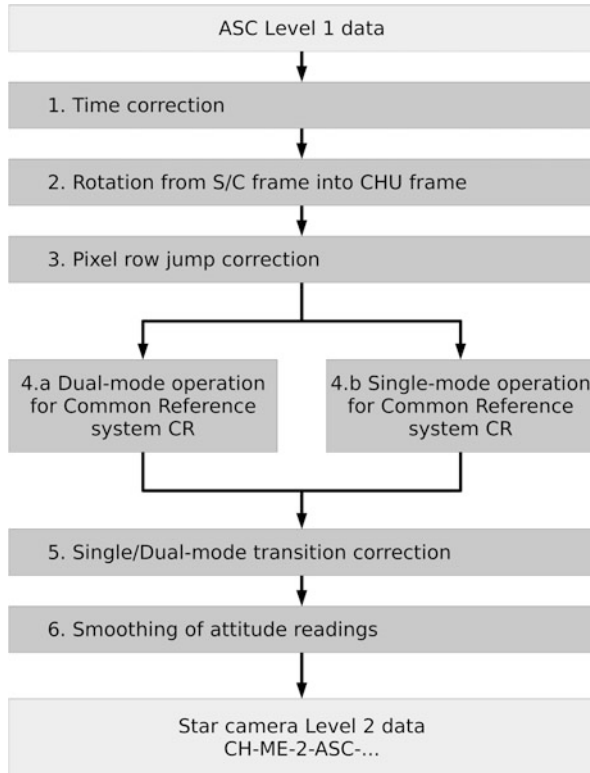 ASC Level 1 data
1. Time correction
2. Rotation from S/C frame into CHU frame
3. Pixel row jump correction
4.a Dual-mode operation
for Common Reference
system CR
4.b Single-mode operation
for Common Reference
system CR
5. Single/Dual-mode transition correction
6. Smoothing of attitude readings
Star camera Level 2 data
CH-ME-2-ASC-...